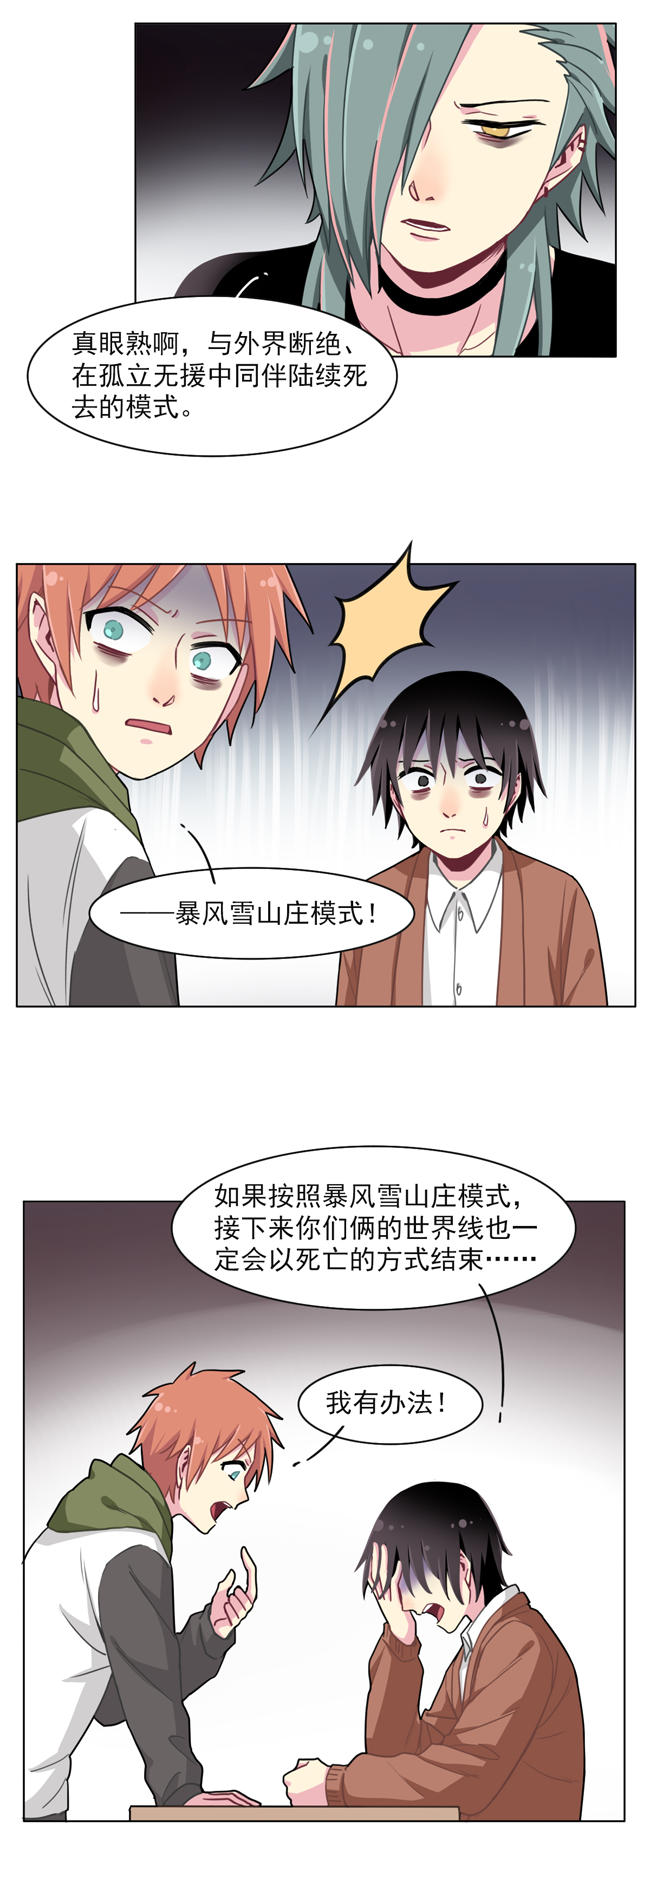 真眼熟啊，与外界断绝、
在孤立无援中同伴陆续死
去的模式。
——暴风雪山庄模式！
如果按照暴风雪山庄模式，
接下来你们俩的世界线也一
定会以死亡的方式结束……
我有办法！